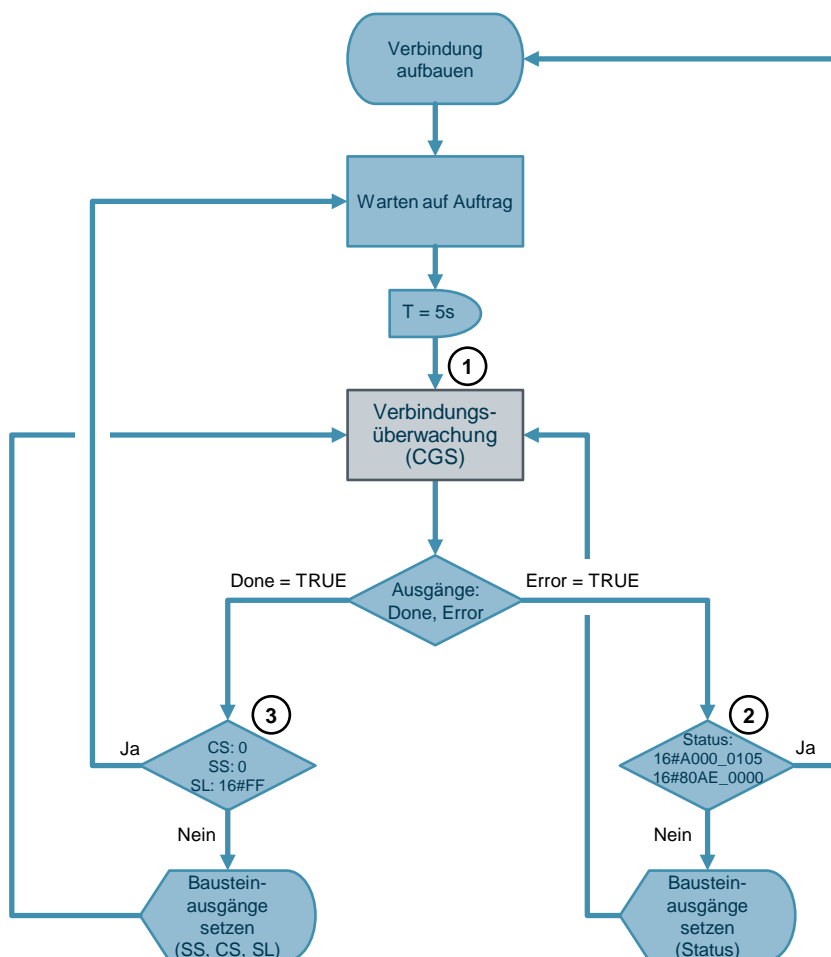 Verbindung
aufbauen
Warten auf Auftrag
T = 5s
1
Verbindungs-
überwachung
(CGS)
Done = TRUE
Error = TRUE
Ausgänge:
Done, Error
3
2
Ja
CS: 0
SS: 0
SL: 16#FF
Status:
16#A000_0105
16#80AE_0000
Ja
Nein
Nein
Baustein-
ausgänge
setzen
(SS, CS, SL)
Baustein-
ausgänge
setzen
(Status)